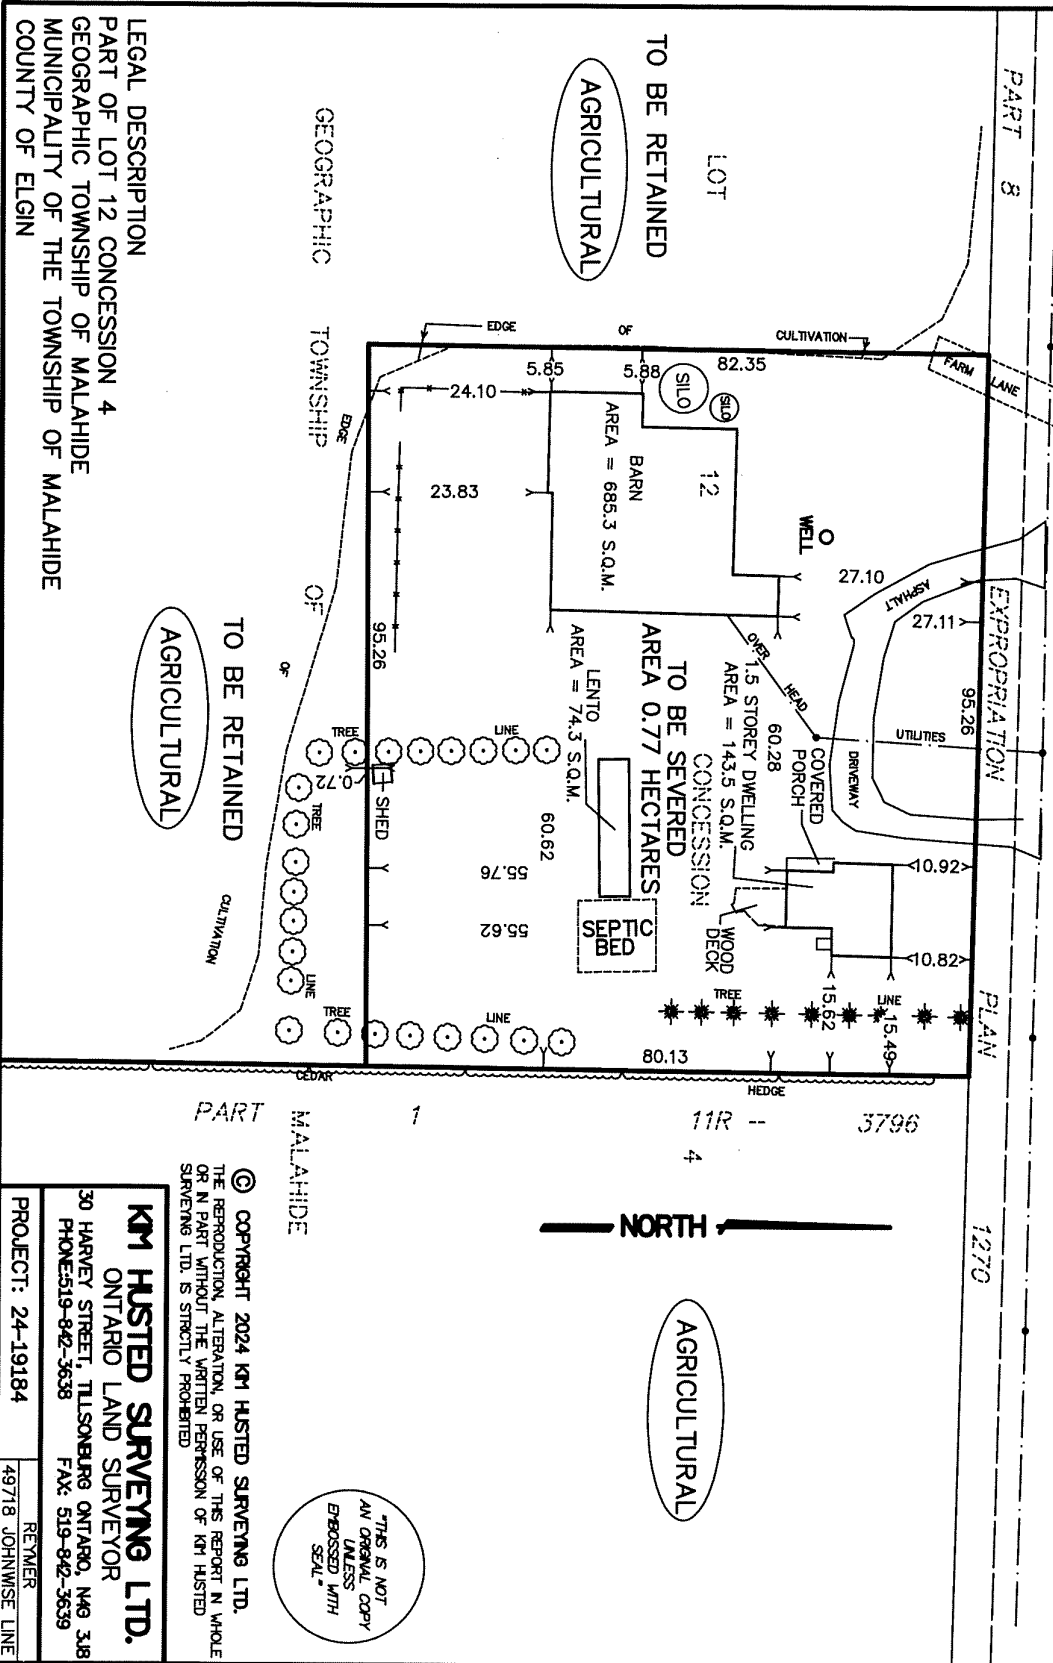 PART 8
EXPROPRIATION
PLAN
1270
LOT
TO BE RETAINED
AGRICULTURAL
GEOGRAPHIC
TOWNSHIP
OF
MALAHIDE
LEGAL DESCRIPTION
PART OF LOT 12 CONCESSION 4
GEOGRAPHIC TOWNSHIP OF MALAHIDE
MUNICIPALITY OF THE TOWNSHIP OF MALAHIDE
COUNTY OF ELGIN
EDGE
OF
CULTIVATION
FARM LANE
82.35
5.88
5.85
24.10
23.83
SILO
SILO
12
BARN
AREA = 685.3 S.Q.M.
WELL
27.10
27.11
ASPHALT
DRIVEWAY
95.26
UTILITIES
OVER
HEAD
60.28
COVERED
PORCH
1.5 STOREY DWELLING
AREA = 143.5 S.Q.M.
CONCESSION
TO BE SEVERED
AREA 0.77 HECTARES
LENTO
AREA = 74.3 S.Q.M.
SEPTIC
BED
WOOD
DECK
10.92
10.82
15.62
15.49
TREE
LINE
80.13
60.62
55.76
55.62
TREE
LINE
TREE
LINE
0.72
SHED
95.26
EDGE
OF
CULTIVATION
TREE
LINE
TO BE RETAINED
AGRICULTURAL
CEDAR
HEDGE
PART
1
11R --
3796
4
NORTH
AGRICULTURAL
© COPYRIGHT 2024 KIM HUSTED SURVEYING LTD.
THE REPRODUCTION, ALTERATION, OR USE OF THIS REPORT IN WHOLE
OR IN PART WITHOUT THE WRITTEN PERMISSION OF KIM HUSTED
SURVEYING LTD. IS STRICTLY PROHIBITED
"THIS IS NOT
AN ORIGINAL COPY
UNLESS
EMBOSSED WITH
SEAL"
KIM HUSTED SURVEYING LTD.
ONTARIO LAND SURVEYOR
30 HARVEY STREET, TILLSONBURG ONTARIO, N4G 3J8
PHONE:519-842-3638 FAX: 519-842-3639
PROJECT: 24-19184
REYMER
49718 JOHNWISE LINE